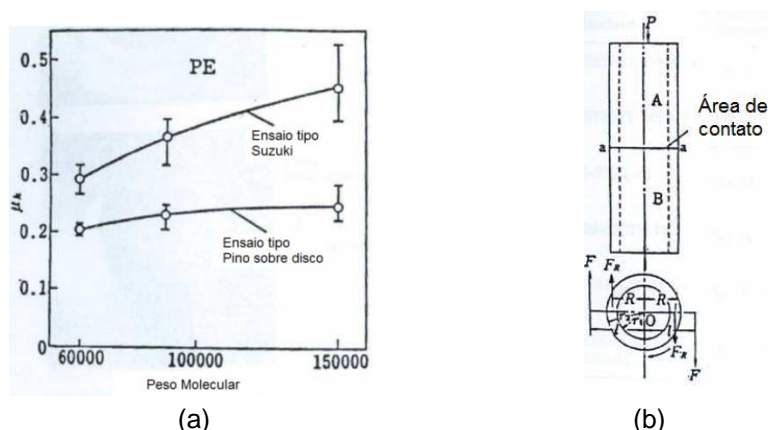 0.5
0.4
0.3
0.2
0.1
0
μk
PE
Ensaio tipo
Suzuki
Ensaio tipo
Pino sobre disco
60000
100000
150000
Peso Molecular
(a)
P
A
Área de
contato
a
a
B
F
FR
R
R
O
l
FR
F
(b)